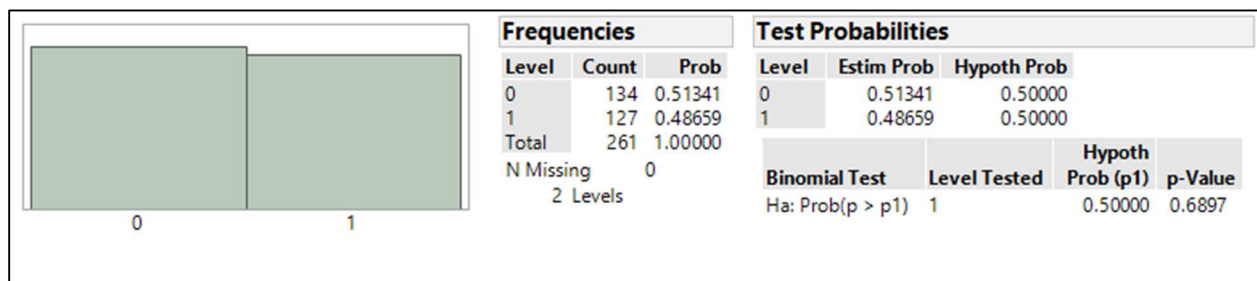 0 1
Frequencies
Level Count Prob
0 134 0.51341
1 127 0.48659
Total 261 1.00000
N Missing 0
2 Levels
Test Probabilities
Level Estim Prob Hypoth Prob
0 0.51341 0.50000
1 0.48659 0.50000
Hypoth
Binomial Test Level Tested Prob (p1) p-Value
Ha: Prob(p > p1) 1 0.50000 0.6897